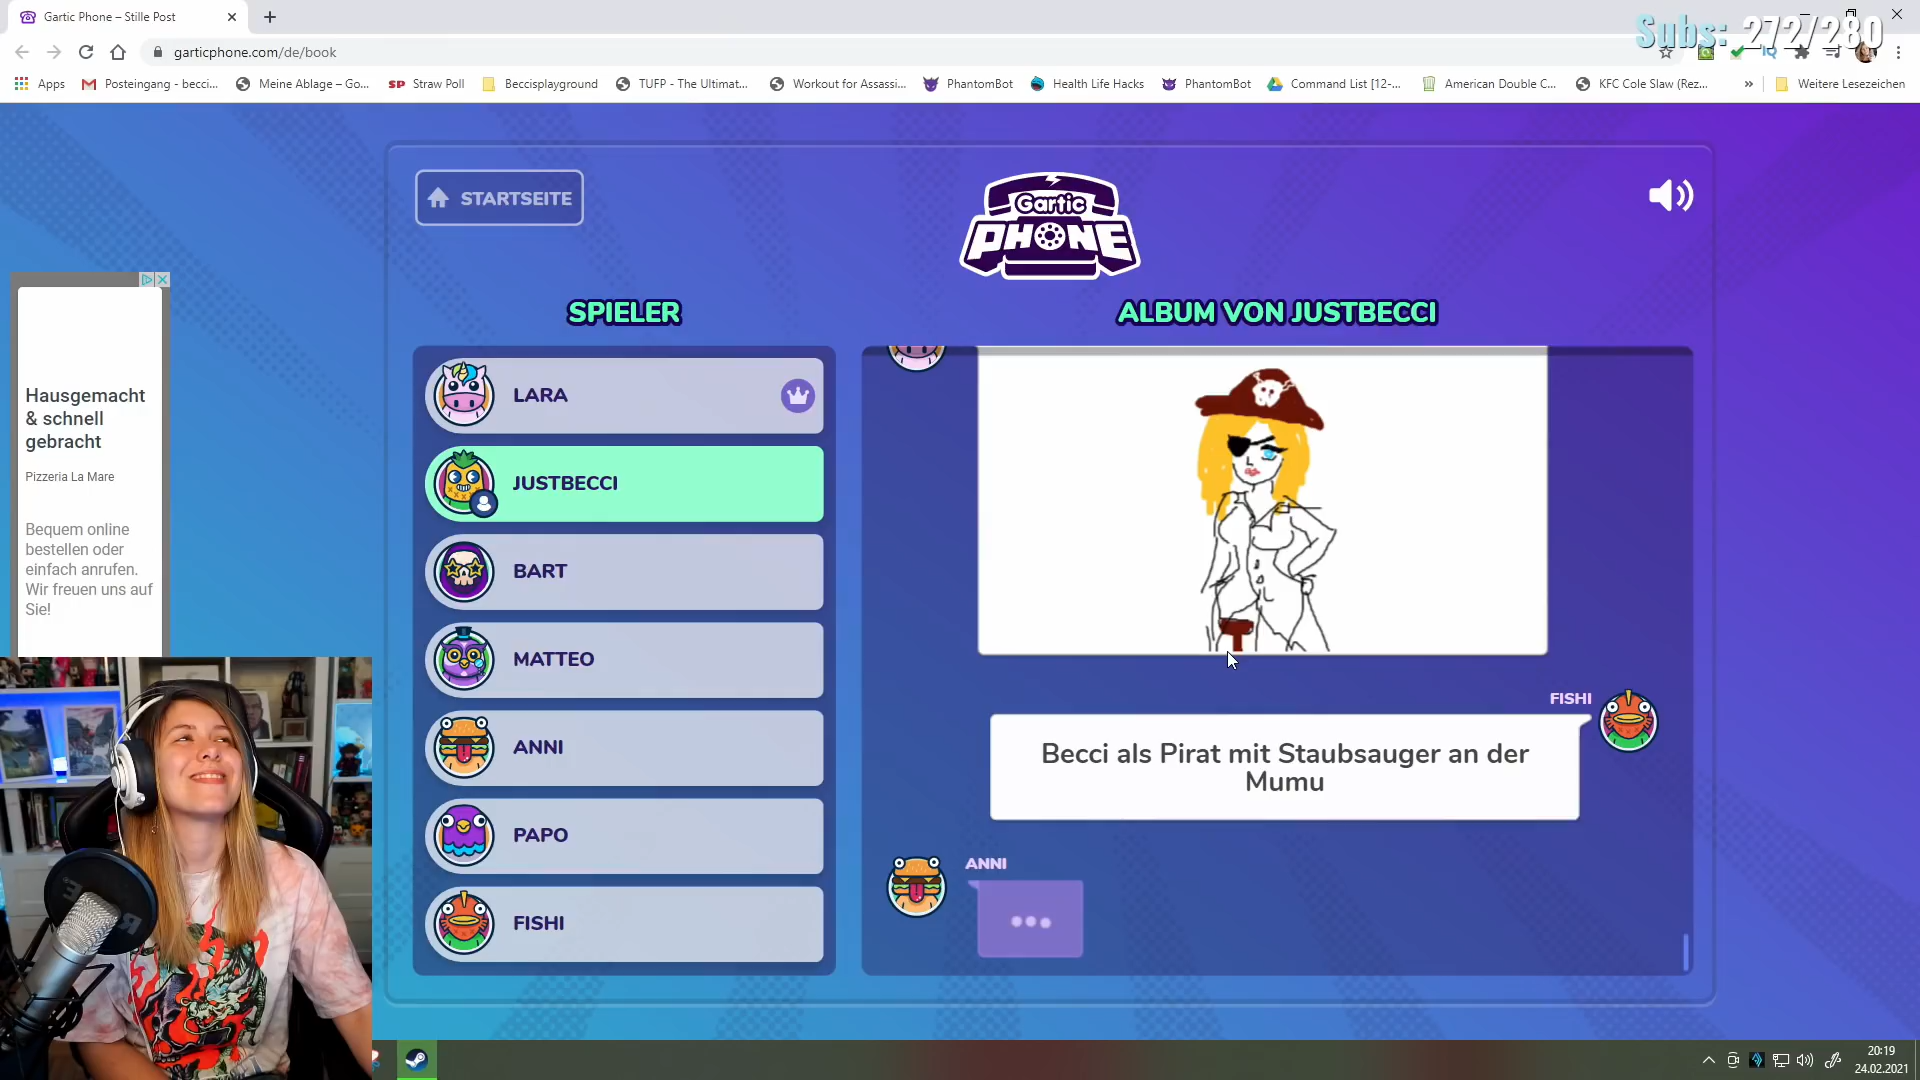 Gartic Phone – Stille Post
Subs: 272/280
garticphone.com/de/book
Apps
Posteingang - becci...
Meine Ablage – Go...
SP Straw Poll
Beccisplayground
TUFP - The Ultimat...
Workout for Assassi...
PhantomBot
Health Life Hacks
PhantomBot
Command List [12-...
American Double C...
KFC Cole Slaw (Rez...
»
Weitere Lesezeichen
STARTSEITE
Gartic
PHONE
SPIELER
ALBUM VON JUSTBECCI
LARA
JUSTBECCI
BART
MATTEO
ANNI
PAPO
FISHI
Hausgemacht
& schnell
gebracht
Pizzeria La Mare
Bequem online
bestellen oder
einfach anrufen.
Wir freuen uns auf
Sie!
FISHI
Becci als Pirat mit Staubsauger an der
Mumu
ANNI
20:19
24.02.2021